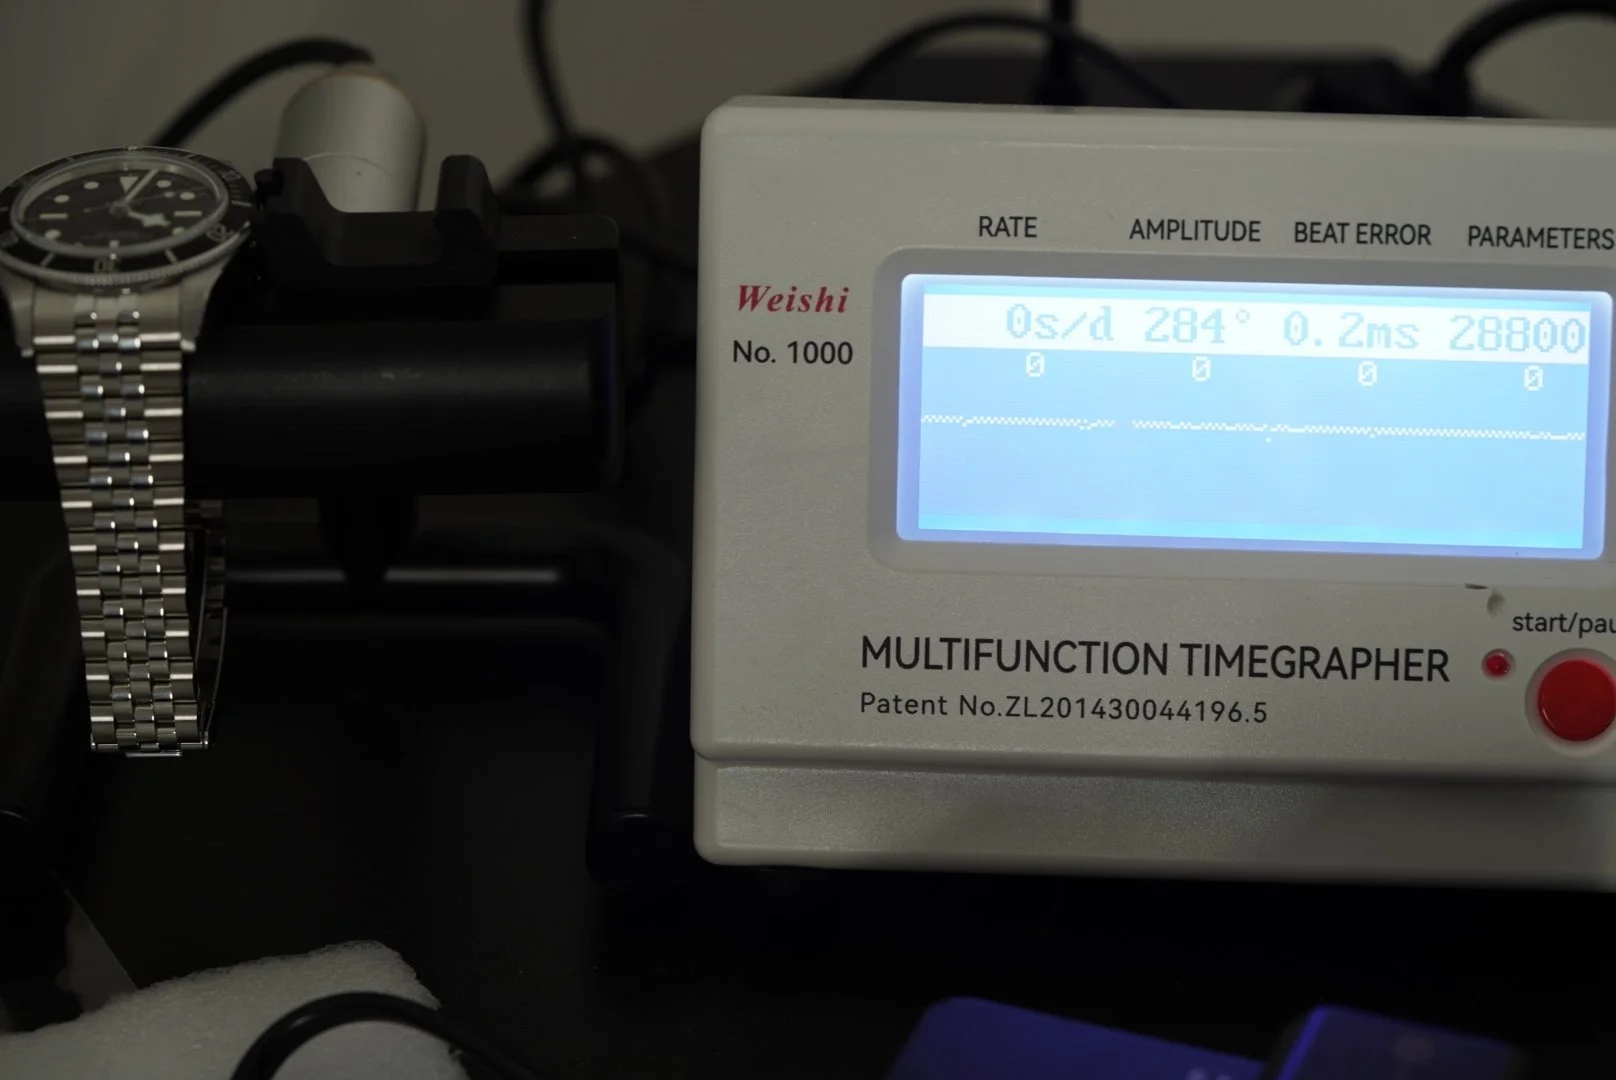 RATE AMPLITUDE BEAT ERROR PARAMETERS
Weishi
No. 1000
0s/d 284° 0.2ms 28800
0 0 0 0
start/pau
MULTIFUNCTION TIMEGRAPHER
Patent No.ZL201430044196.5